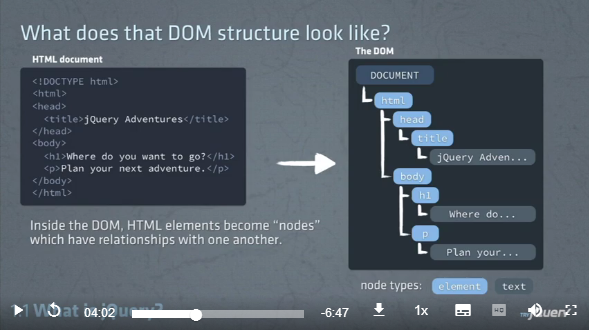 What does that DOM structure look like?
HTML document
<!DOCTYPE html>
<html>
<head>
<title>jQuery Adventures</title>
</head>
<body>
<h1>Where do you want to go?</h1>
<p>Plan your next adventure.</p>
</body>
</html>
The DOM
DOCUMENT
html
head
title
jQuery Adven...
body
h1
Where do...
p
Plan your...
Inside the DOM, HTML elements become “nodes”
which have relationships with one another.
node types: element text
1.1 What is jQuery?
04:02 -6:47 1x HD